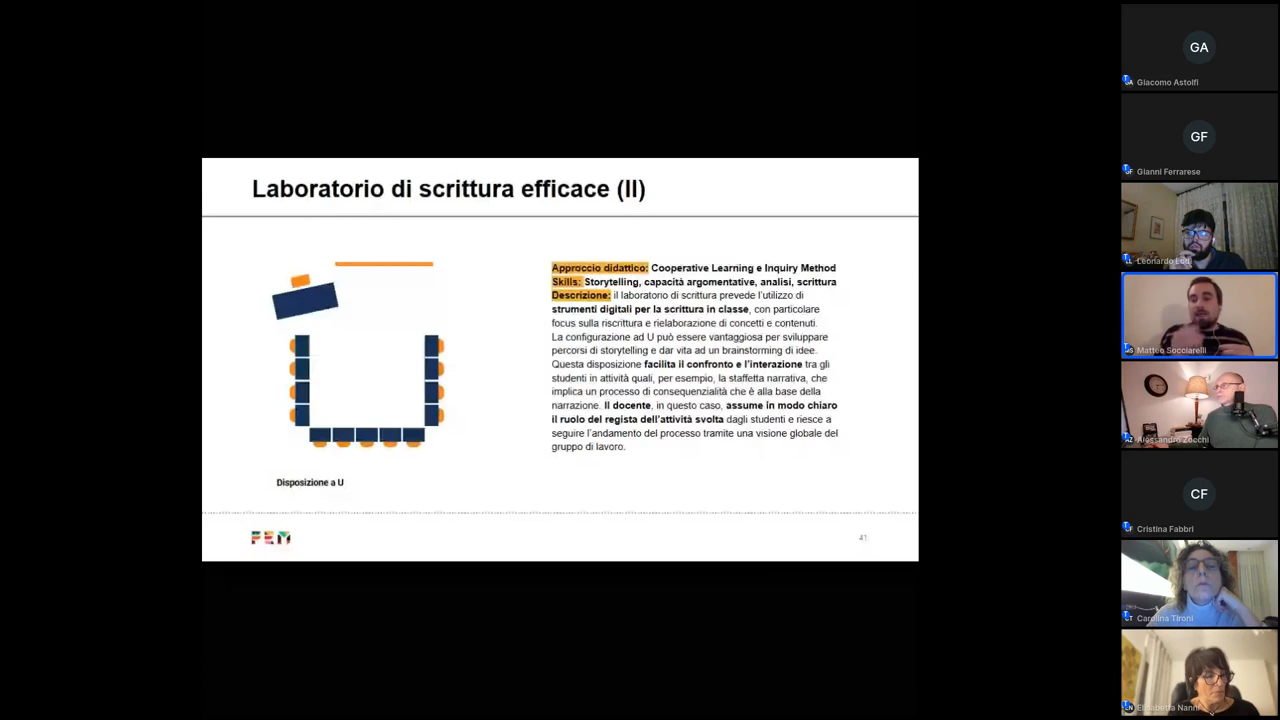 Laboratorio di scrittura efficace (II)
Approccio didattico: Cooperative Learning e Inquiry Method
Skills: Storytelling, capacità argomentative, analisi, scrittura
Descrizione: il laboratorio di scrittura prevede l'utilizzo di
strumenti digitali per la scrittura in classe, con particolare
focus sulla riscrittura e rielaborazione di concetti e contenuti.
La configurazione ad U può essere vantaggiosa per sviluppare
percorsi di storytelling e dar vita ad un brainstorming di idee.
Questa disposizione facilita il confronto e l'interazione tra gli
studenti in attività quali, per esempio, la staffetta narrativa, che
implica un processo di consequenzialità che è alla base della
narrazione. Il docente, in questo caso, assume in modo chiaro
il ruolo del regista dell'attività svolta dagli studenti e riesce a
seguire l'andamento del processo tramite una visione globale del
gruppo di lavoro.
Disposizione a U
FEM
41
GA
Giacomo Astolfi
GF
Gianni Ferrarese
Leonardo
Matteo Socciarelli
Alessandro Zocchi
CF
Cristina Fabbri
Carolina Tironi
Elisabetta Nanni